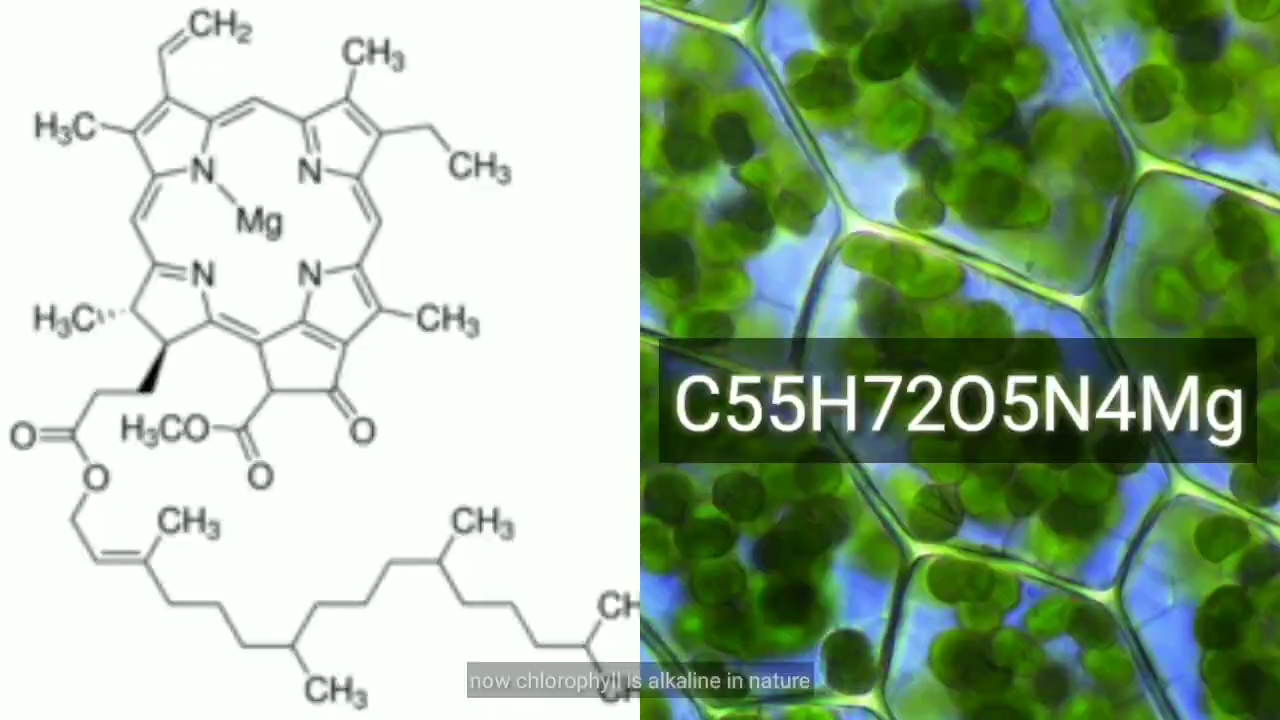 CH2
CH3
H3C
N
N
CH3
Mg
N
N
H3C
CH3
O
H3CO
O
O
O
CH3
CH3
CH3
C55H72O5N4Mg
now chlorophyll is alkaline in nature